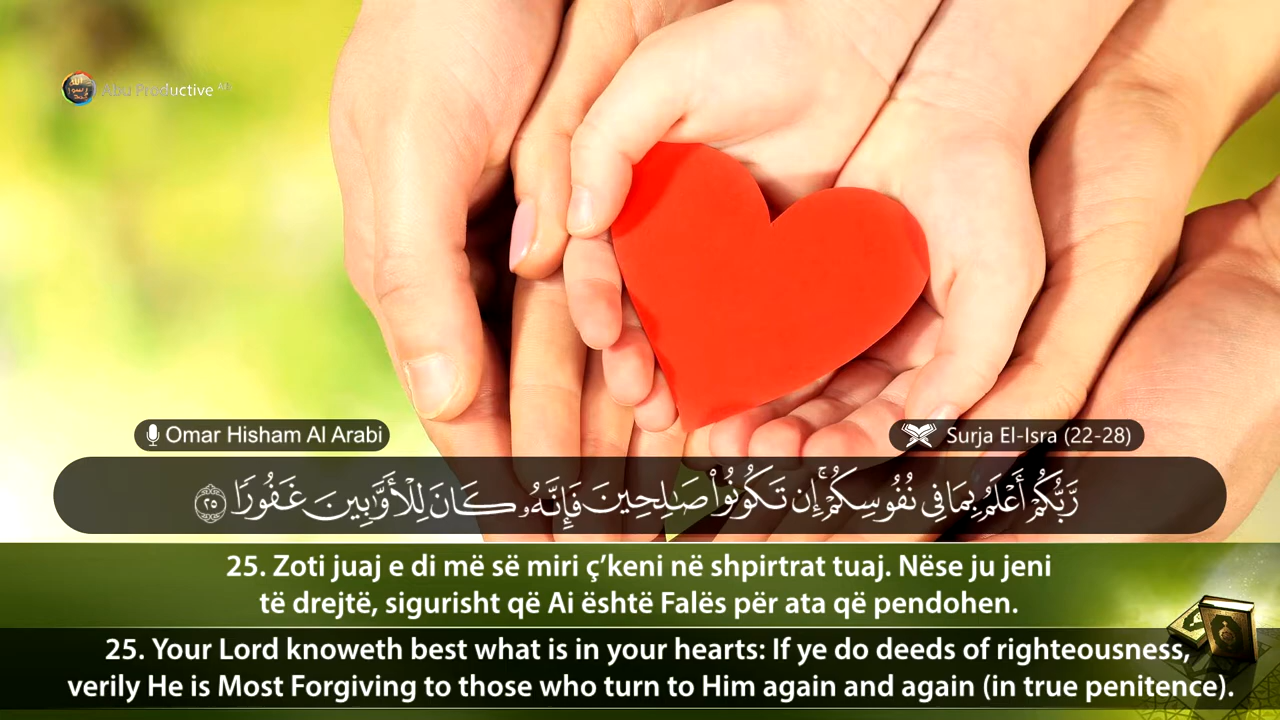 Abu Productive AL
Omar Hisham Al Arabi
Surja El-Isra (22-28)
رَّبُّكُمْ أَعْلَمُ بِمَا فِي نُفُوسِكُمْ ۚ إِن تَكُونُوا۟ صَـٰلِحِينَ فَإِنَّهُۥ كَانَ لِلْأَوَّٰبِينَ غَفُورًۭا ٢٥
25. Zoti juaj e di më së miri ç’keni në shpirtrat tuaj. Nëse ju jeni
të drejtë, sigurisht që Ai është Falës për ata që pendohen.
25. Your Lord knoweth best what is in your hearts: If ye do deeds of righteousness,
verily He is Most Forgiving to those who turn to Him again and again (in true penitence).